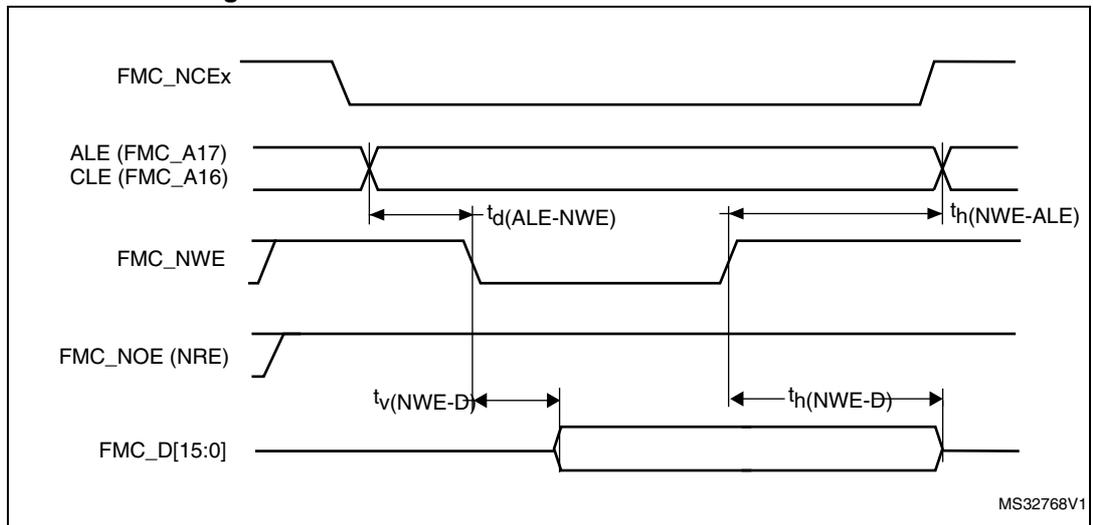 FMC_NCEx
ALE (FMC_A17)
CLE (FMC_A16)
td(ALE-NWE)
th(NWE-ALE)
FMC_NWE
FMC_NOE (NRE)
tv(NWE-D)
th(NWE-D)
FMC_D[15:0]
MS32768V1